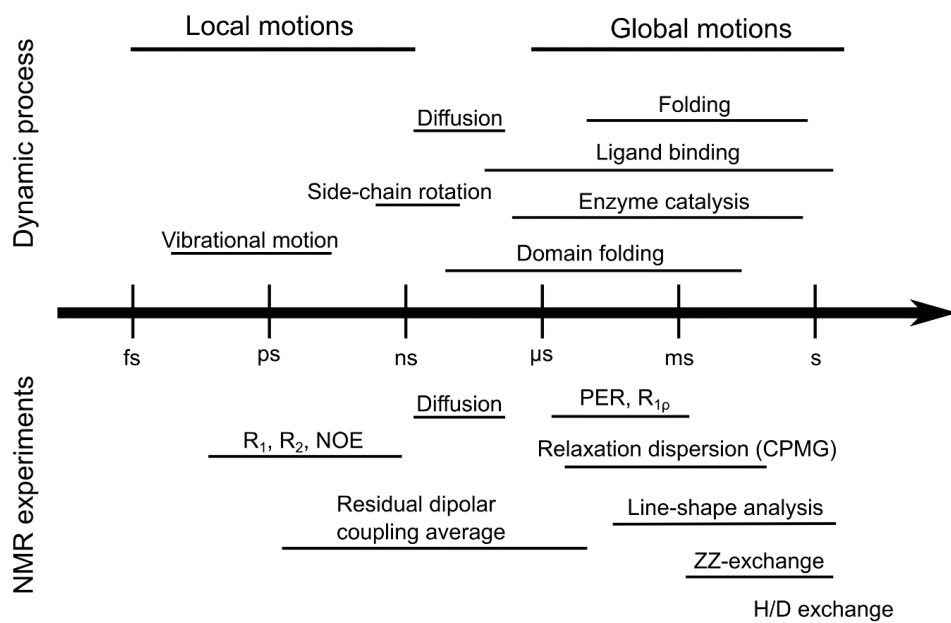 Local motions
Global motions
Dynamic process
Diffusion
Folding
Ligand binding
Side-chain rotation
Enzyme catalysis
Vibrational motion
Domain folding
fs
ps
ns
µs
ms
s
NMR experiments
Diffusion
PER, R₁ᵨ
R₁, R₂, NOE
Relaxation dispersion (CPMG)
Residual dipolar
coupling average
Line-shape analysis
ZZ-exchange
H/D exchange